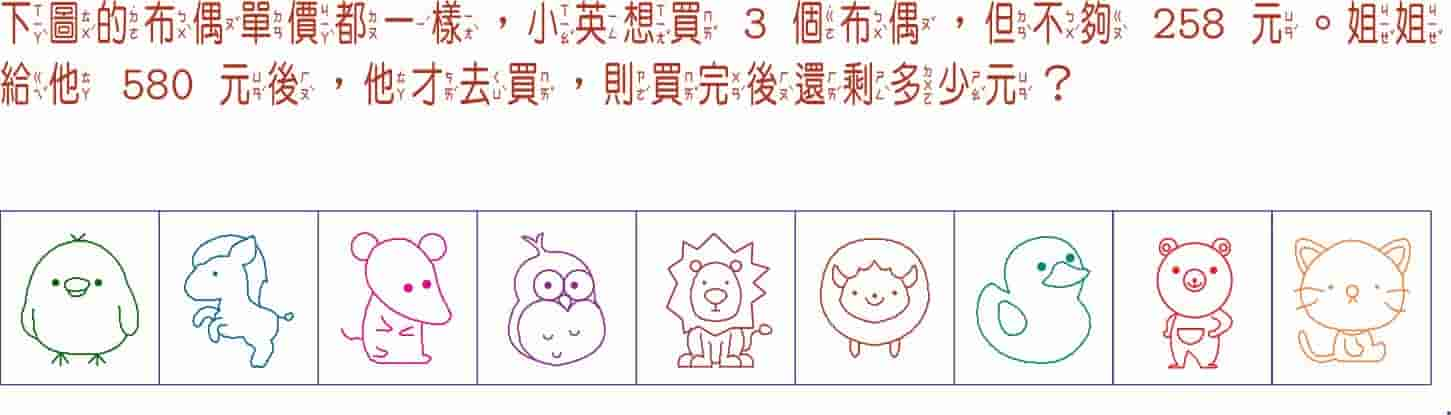 下圖的布偶單價都一樣，小英想買 3 個布偶，但不夠 258 元。姐姐
給他 580 元後，他才去買，則買完後還剩多少元？